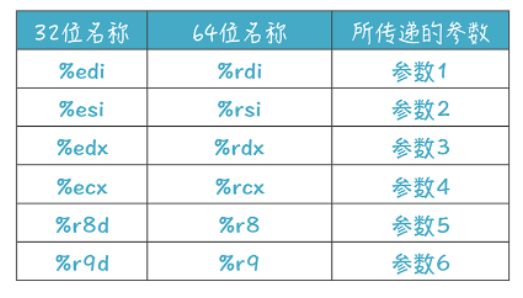 32位名称 64位名称 所传递的参数
%edi %rdi 参数1
%esi %rsi 参数2
%edx %rdx 参数3
%ecx %rcx 参数4
%r8d %r8 参数5
%r9d %r9 参数6